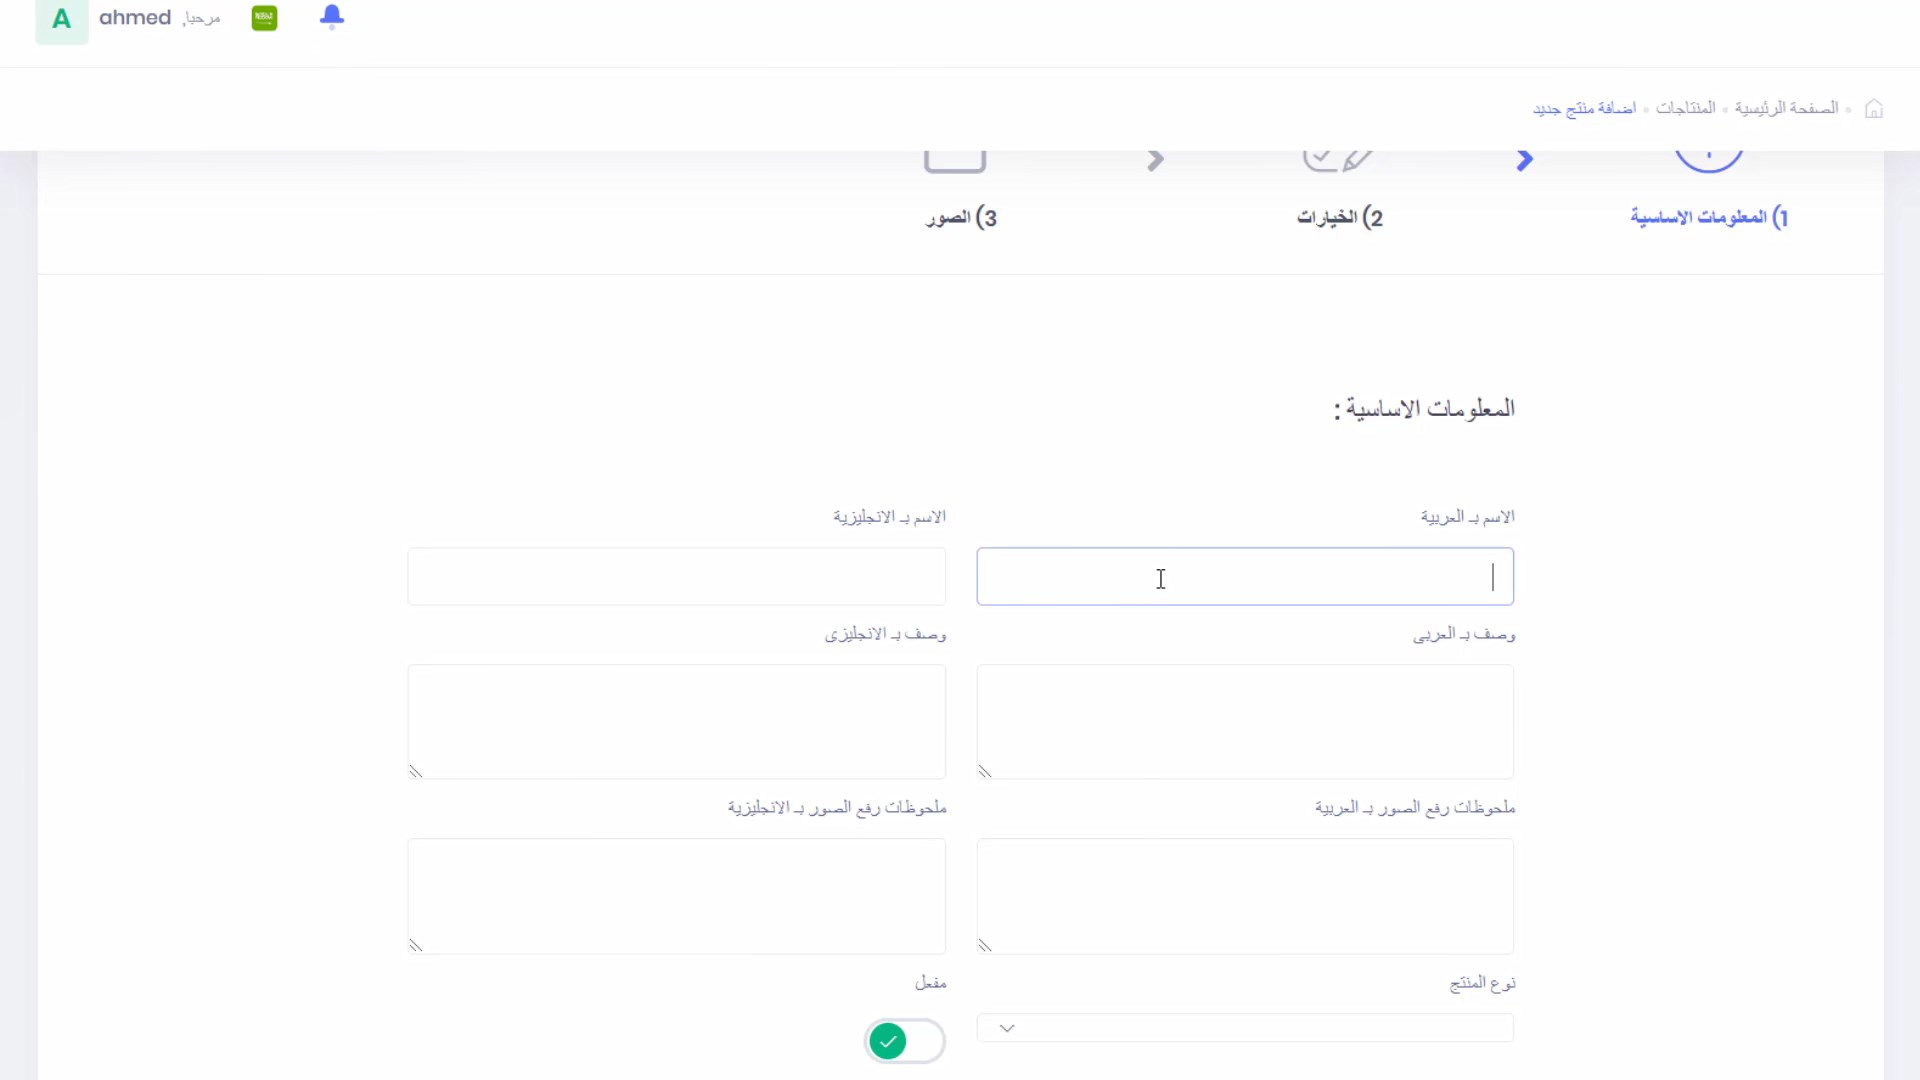 A ahmed مرحبا,
الصفحة الرئيسية • المنتاجات • اضافة منتج جديد
1) المعلومات الاساسية
2) الخيارات
3) الصور
المعلومات الاساسية :
الاسم بـ العربية
الاسم بـ الانجليزية
وصف بـ العربى
وصف بـ الانجليزى
ملحوظات رفع الصور بـ العربية
ملحوظات رفع الصور بـ الانجليزية
نوع المنتج
مفعل